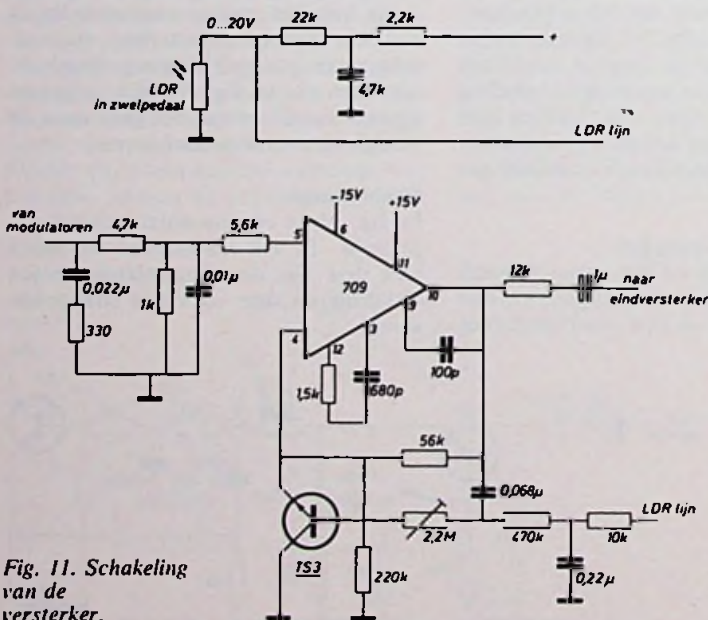 0...20V
22k
2,2k
+
4,7k
LDR
in zwelpedaal
LDR lijn
van
modulatoren
4,7k
5,6k
0,022µ
330
1k
0,01µ
-15V
+15V
5
6
11
709
10
9
4
12
3
1,5k
680p
100p
12k
1µ
naar
eindversterker
56k
0,068µ
TS3
220k
2,2M
470k
10k
LDR lijn
0,22µ
Fig. 11. Schakeling
van de
versterker.